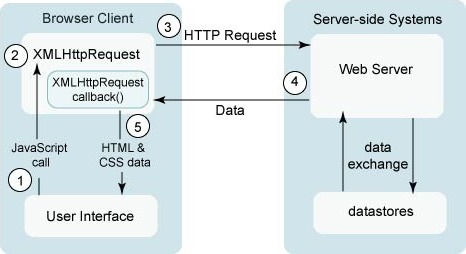 Browser Client
2
XMLHttpRequest
XMLHttpRequest
callback()
JavaScript
call
1
5
HTML &
CSS data
User Interface
3
HTTP Request
4
Data
Server-side Systems
Web Server
data
exchange
datastores